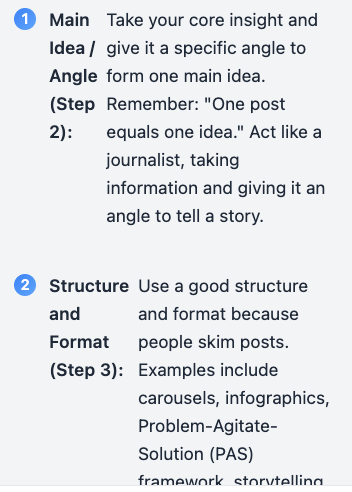 1 Main Idea / Angle (Step 2): Take your core insight and
give it a specific angle to
form one main idea.
Remember: "One post
equals one idea." Act like a
journalist, taking
information and giving it an
angle to tell a story.
2 Structure and Format (Step 3): Use a good structure
and format because
people skim posts.
Examples include
carousels, infographics,
Problem-Agitate-
Solution (PAS)
framework, storytelling